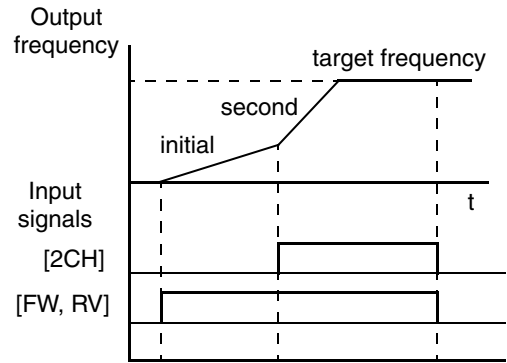 Output
frequency
target frequency
second
initial
Input
signals
t
[2CH]
[FW, RV]